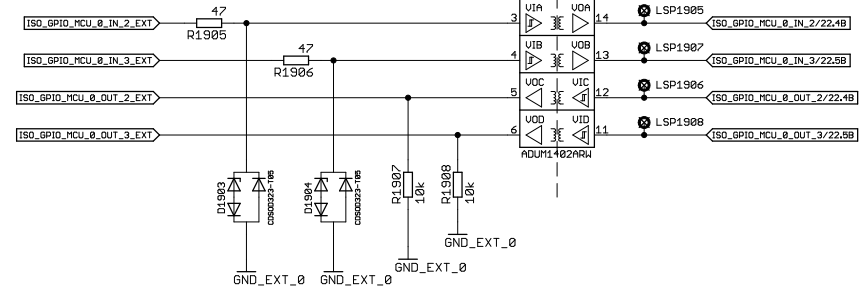 47
3 VIA VOA 14
LSP1905
ISO_GPIO_MCU_0_IN_2_EXT
ISO_GPIO_MCU_0_IN_2/22.4B
R1905
47
4 VIB VOB 13
LSP1907
ISO_GPIO_MCU_0_IN_3_EXT
ISO_GPIO_MCU_0_IN_3/22.5B
R1906
5 VOC VIC 12
LSP1906
ISO_GPIO_MCU_0_OUT_2_EXT
ISO_GPIO_MCU_0_OUT_2/22.4B
6 VOD VID 11
LSP1908
ISO_GPIO_MCU_0_OUT_3_EXT
ISO_GPIO_MCU_0_OUT_3/22.5B
ADUM1402ARW
D1903
CDSOD323-T05
D1904
CDSOD323-T05
R1907
10k
R1908
10k
GND_EXT_0
GND_EXT_0
GND_EXT_0
GND_EXT_0